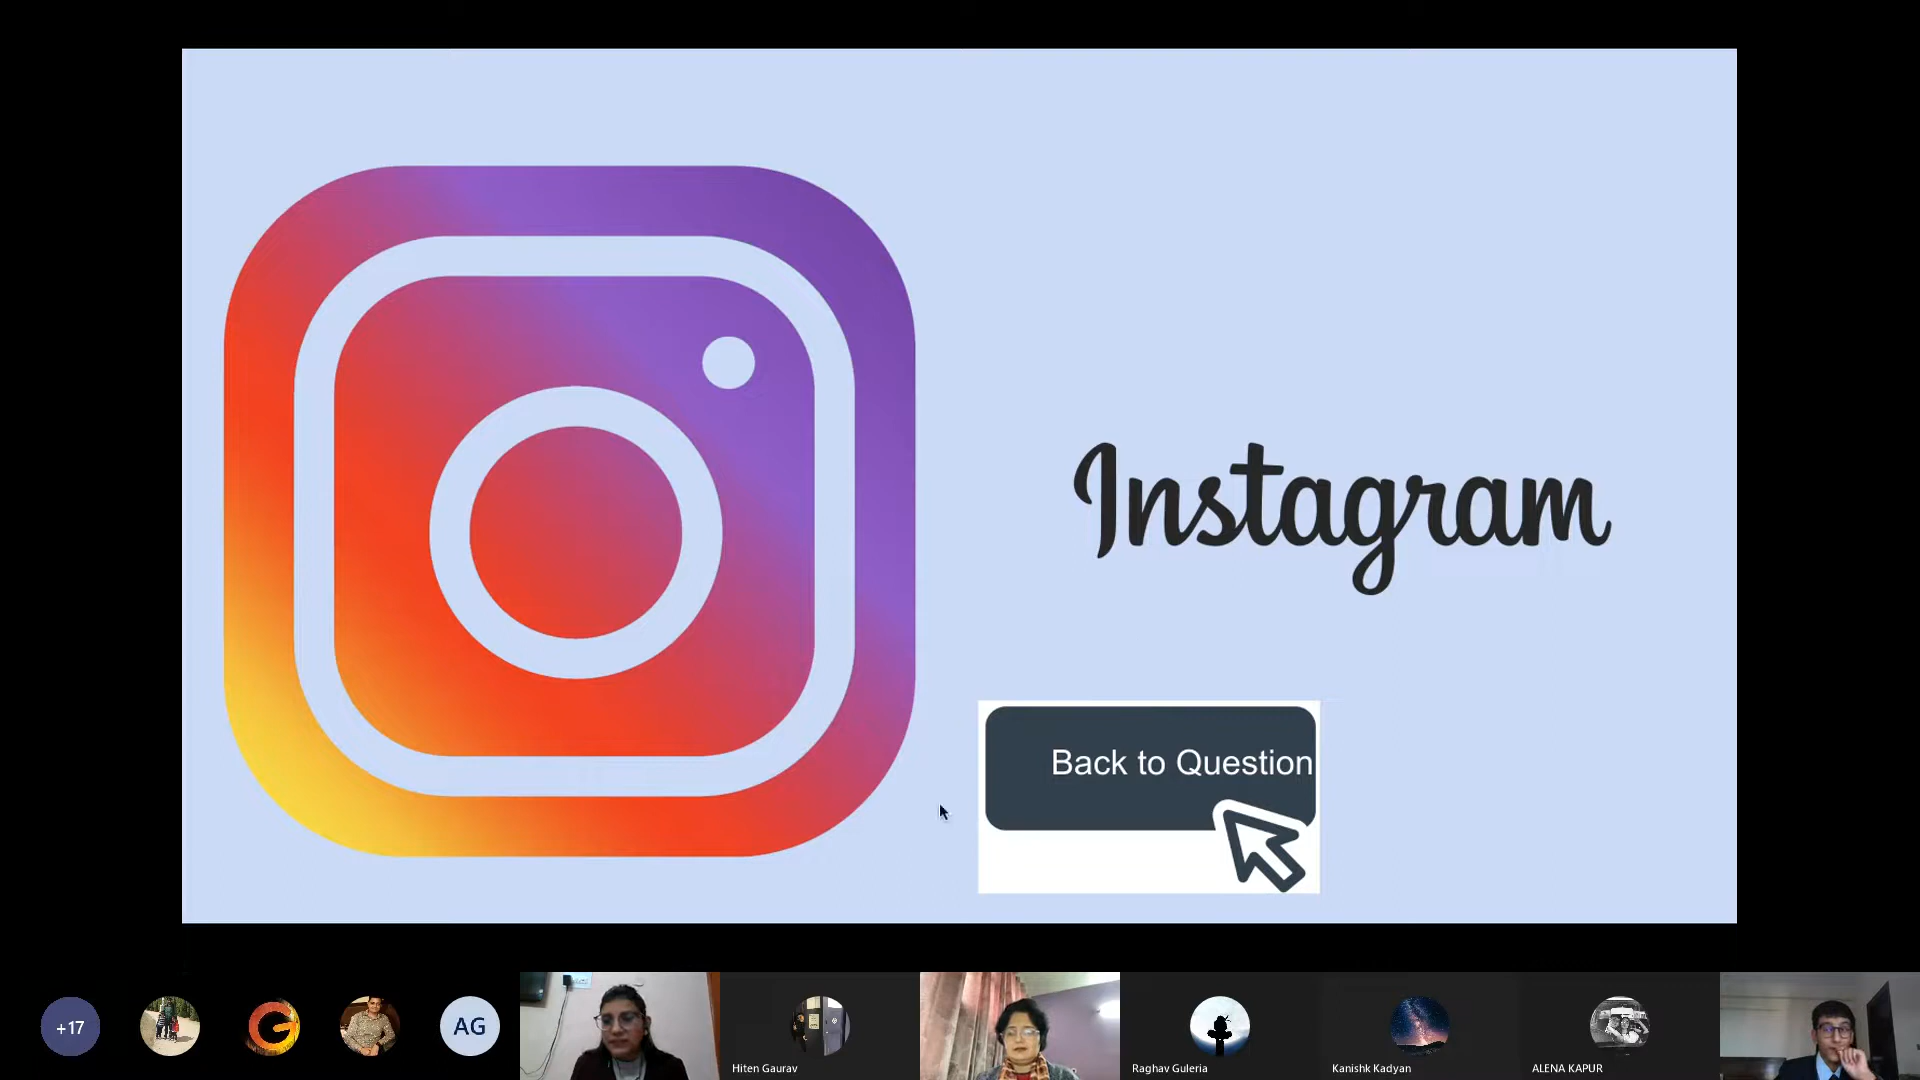 Instagram
Back to Question
+17
AG
Hiten Gaurav
Raghav Guleria
Kanishk Kadyan
ALENA KAPUR